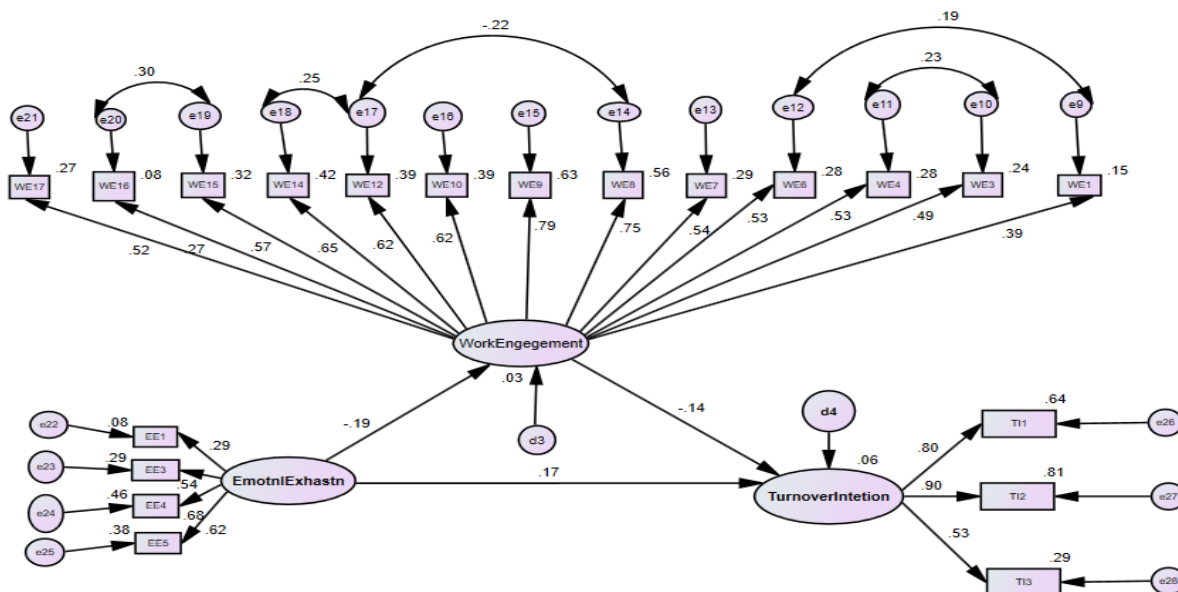 -.22
.19
.30
.25
.23
e21
e20
e19
e18
e17
e16
e15
e14
e13
e12
e11
e10
e9
.27
.08
.32
.42
.39
.39
.63
.56
.29
.28
.28
.24
.15
WE17
WE16
WE15
WE14
WE12
WE10
WE9
WE8
WE7
WE6
WE4
WE3
WE1
.52
.27
.57
.65
.62
.62
.79
.75
.54
.53
.53
.49
.39
WorkEngegement
.03
-.19
-.14
d3
d4
.06
.17
EmotnlExhastn
TurnoverIntetion
e22
.08
EE1
.29
e23
.29
EE3
.54
e24
.46
EE4
.68
e25
.38
EE5
.62
.64
.80
TI1
e26
.81
.90
TI2
e27
.29
.53
TI3
e28